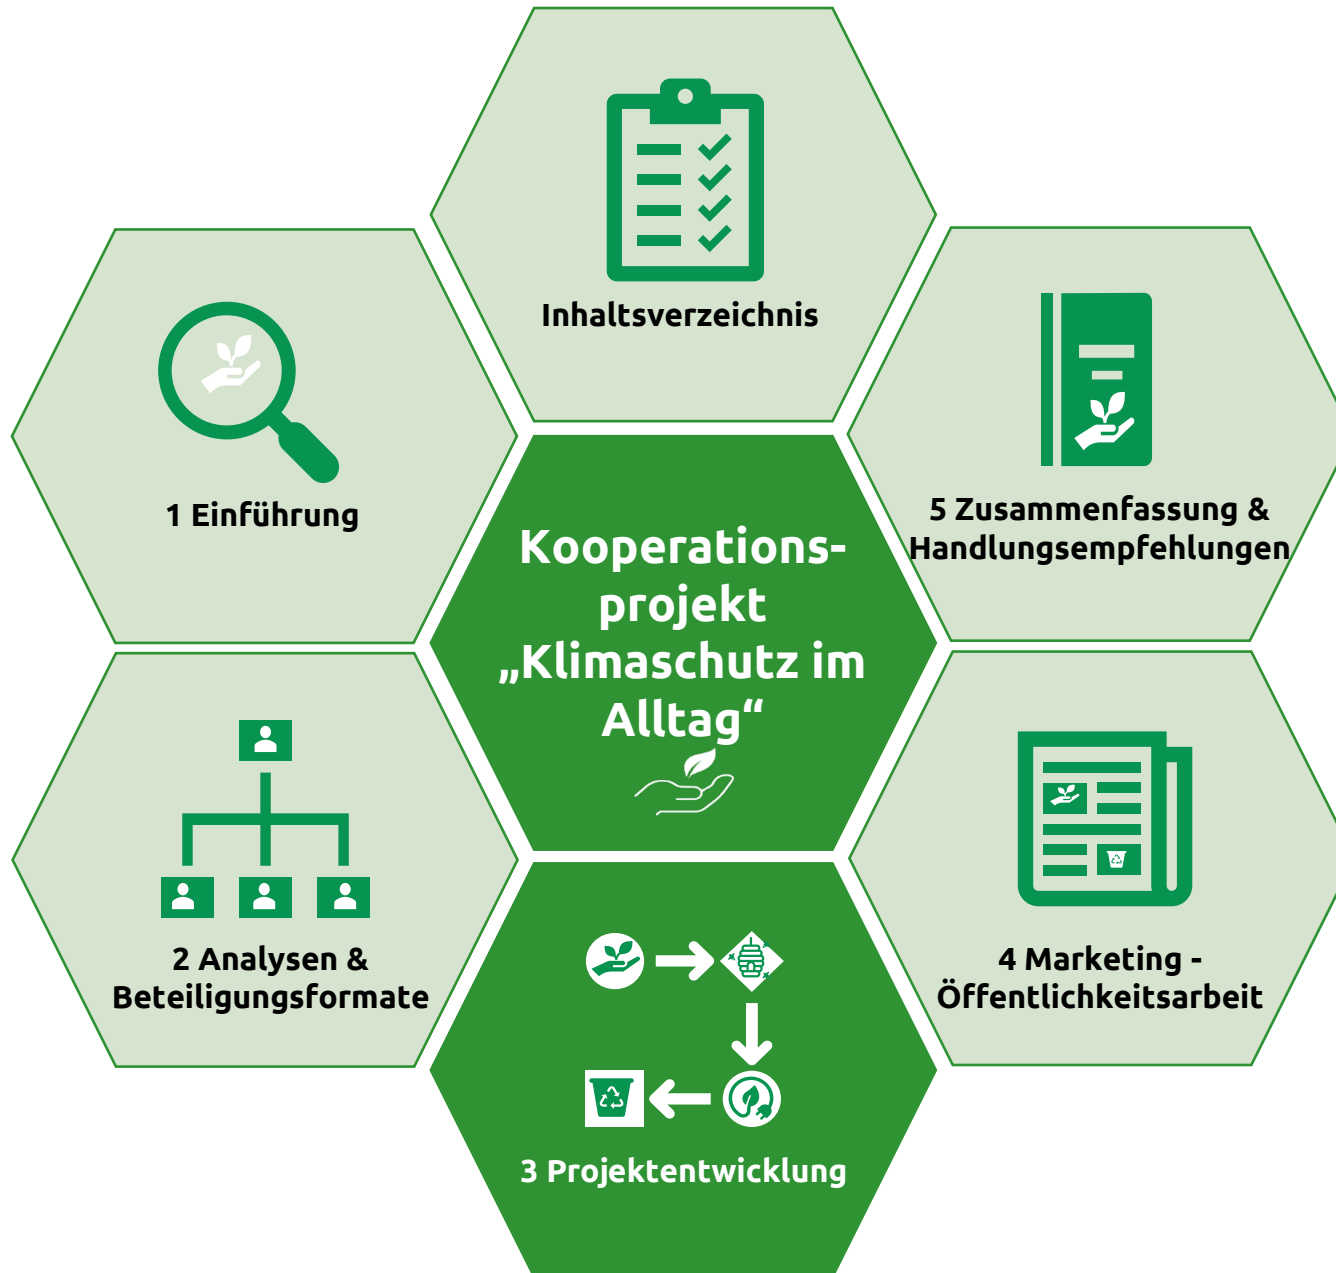 Inhaltsverzeichnis
1 Einführung
5 Zusammenfassung &
Handlungsempfehlungen
Kooperations-
projekt
„Klimaschutz im
Alltag“
2 Analysen &
Beteiligungsformate
4 Marketing -
Öffentlichkeitsarbeit
3 Projektentwicklung